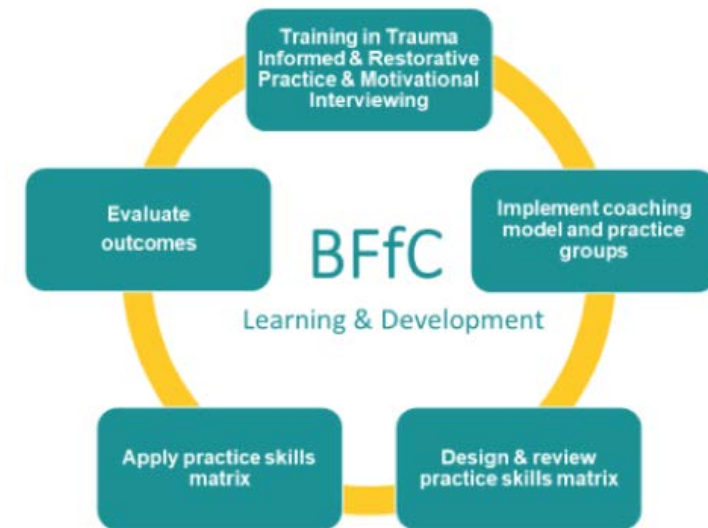 Training in Trauma
Informed & Restorative
Practice & Motivational
Interviewing
Implement coaching
model and practice
groups
Design & review
practice skills matrix
Apply practice skills
matrix
Evaluate
outcomes
BFfC
Learning & Development